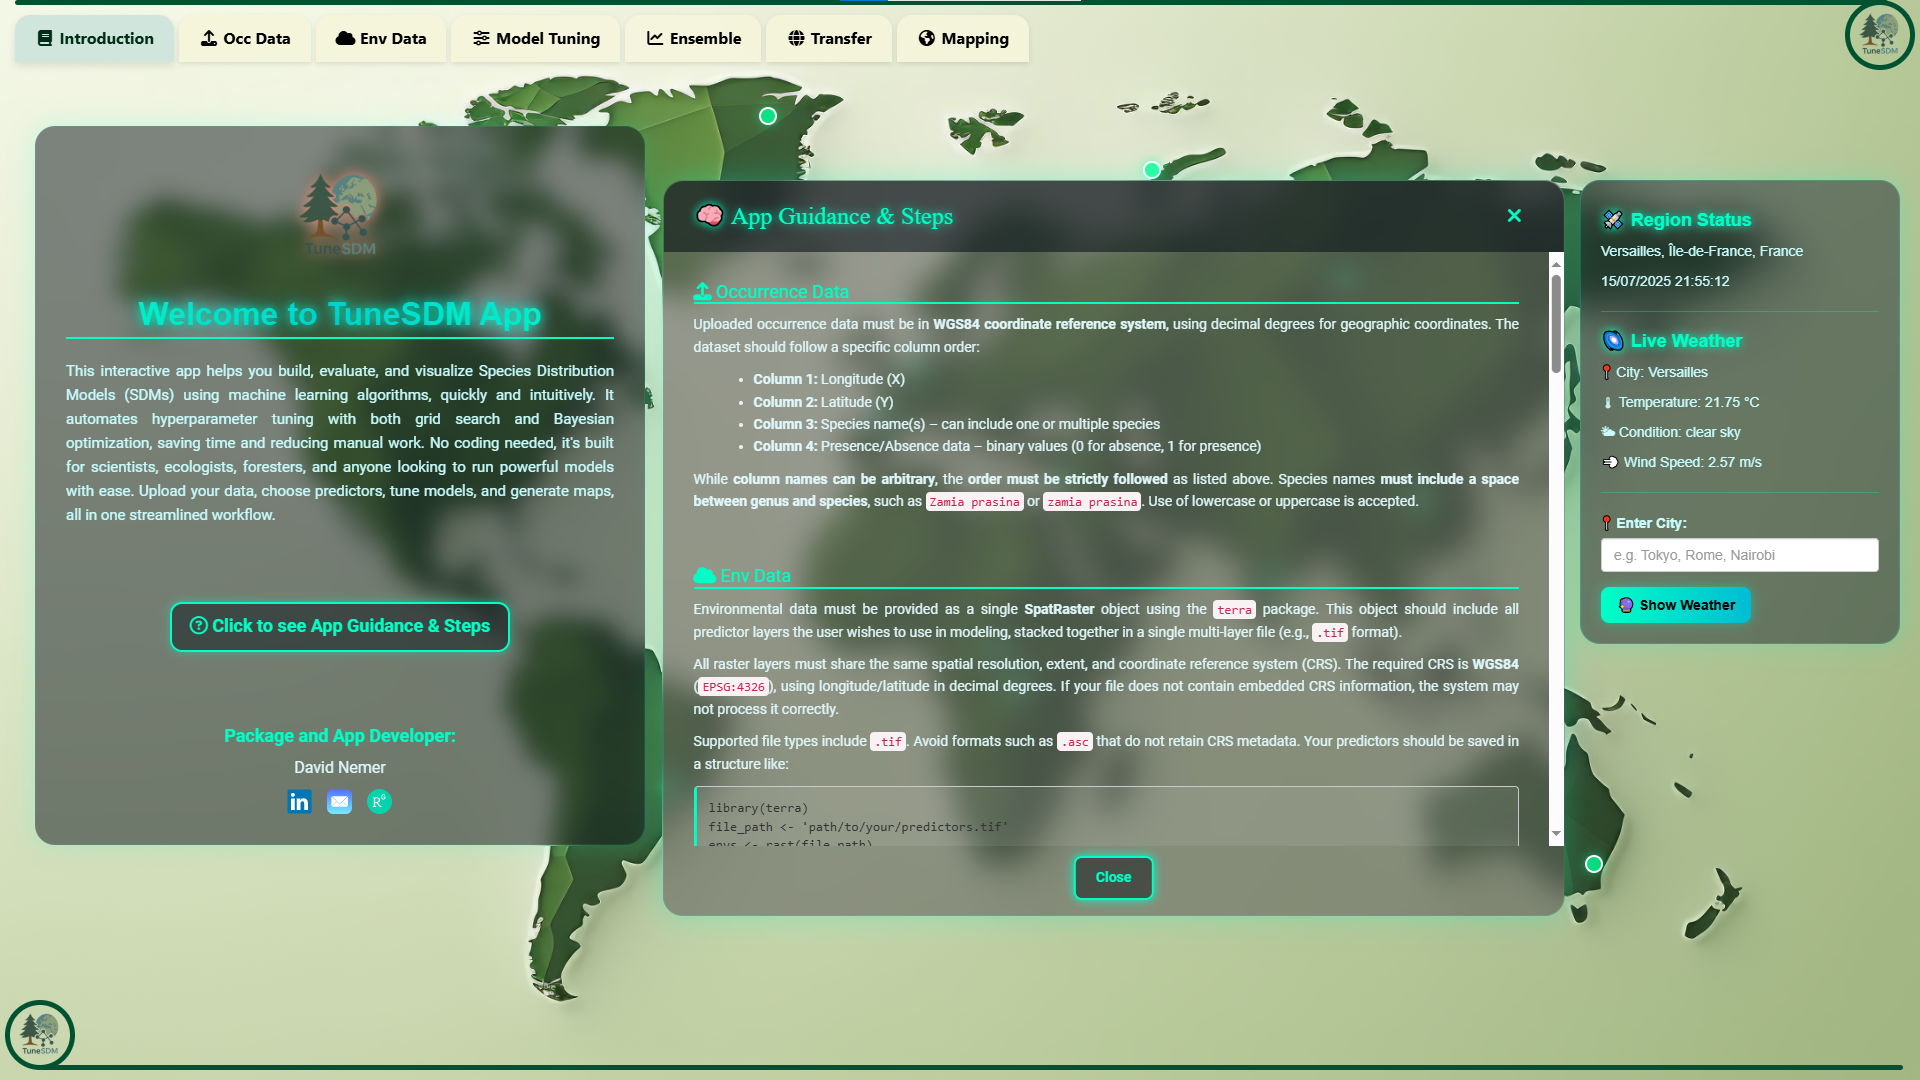 Introduction
Occ Data
Env Data
Model Tuning
Ensemble
Transfer
Mapping
TuneSDM
TuneSDM
Welcome to TuneSDM App
This interactive app helps you build, evaluate, and visualize Species Distribution
Models (SDMs) using machine learning algorithms, quickly and intuitively. It
automates hyperparameter tuning with both grid search and Bayesian
optimization, saving time and reducing manual work. No coding needed, it's built
for scientists, ecologists, foresters, and anyone looking to run powerful models
with ease. Upload your data, choose predictors, tune models, and generate maps,
all in one streamlined workflow.
Click to see App Guidance & Steps
Package and App Developer:
David Nemer
in
RG
App Guidance & Steps
Occurrence Data
Uploaded occurrence data must be in WGS84 coordinate reference system, using decimal degrees for geographic coordinates. The
dataset should follow a specific column order:
• Column 1: Longitude (X)
• Column 2: Latitude (Y)
• Column 3: Species name(s) – can include one or multiple species
• Column 4: Presence/Absence data – binary values (0 for absence, 1 for presence)
While column names can be arbitrary, the order must be strictly followed as listed above. Species names must include a space
between genus and species, such as Zamia prasina or zamia prasina. Use of lowercase or uppercase is accepted.
Env Data
Environmental data must be provided as a single SpatRaster object using the terra package. This object should include all
predictor layers the user wishes to use in modeling, stacked together in a single multi-layer file (e.g., .tif format).
All raster layers must share the same spatial resolution, extent, and coordinate reference system (CRS). The required CRS is WGS84
(EPSG:4326), using longitude/latitude in decimal degrees. If your file does not contain embedded CRS information, the system may
not process it correctly.
Supported file types include .tif. Avoid formats such as .asc that do not retain CRS metadata. Your predictors should be saved in
a structure like:
library(terra)
file_path <- 'path/to/your/predictors.tif'
envs <- rast(file_path)
Close
Region Status
Versailles, Île-de-France, France
15/07/2025 21:55:12
Live Weather
City: Versailles
Temperature: 21.75 °C
Condition: clear sky
Wind Speed: 2.57 m/s
Enter City:
e.g. Tokyo, Rome, Nairobi
Show Weather
TuneSDM